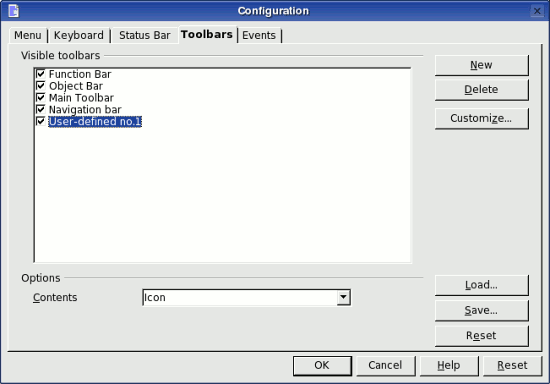 Configuration
Menu Keyboard Status Bar Toolbars Events
Visible toolbars
Function Bar
Object Bar
Main Toolbar
Navigation bar
User-defined no.1
New
Delete
Customize...
Options
Contents Icon
Load...
Save...
Reset
OK Cancel Help Reset